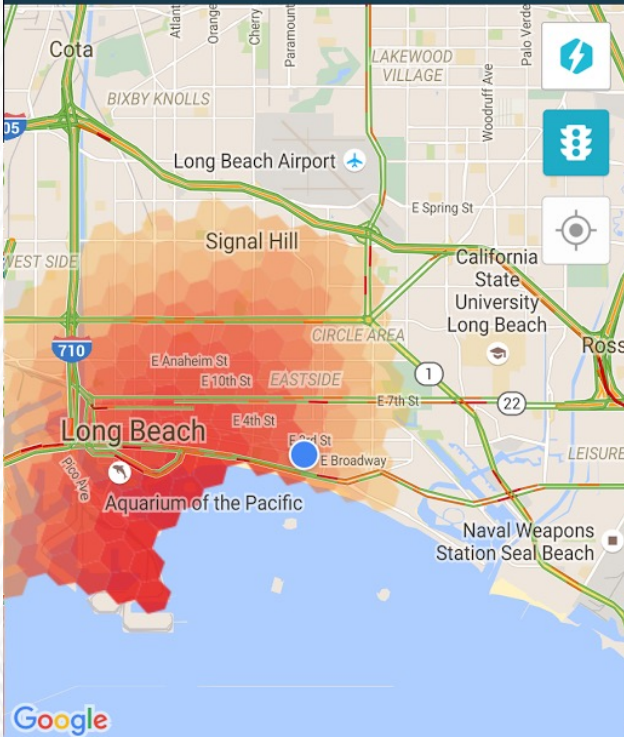 Atlant
Orange
Cherry
Paramount
Palo Verde
Cota
LAKEWOOD
VILLAGE
Woodruff Ave
BIXBY KNOLLS
05
Long Beach Airport
E Spring St
Signal Hill
WEST SIDE
California
State
University
Long Beach
CIRCLE AREA
Ross
710
E Anaheim St
E 10th St
EASTSIDE
1
E 7th St
22
E 4th St
Long Beach
E 3rd St
E Broadway
LEISURE
Pico Ave
Aquarium of the Pacific
Naval Weapons
Station Seal Beach
Google